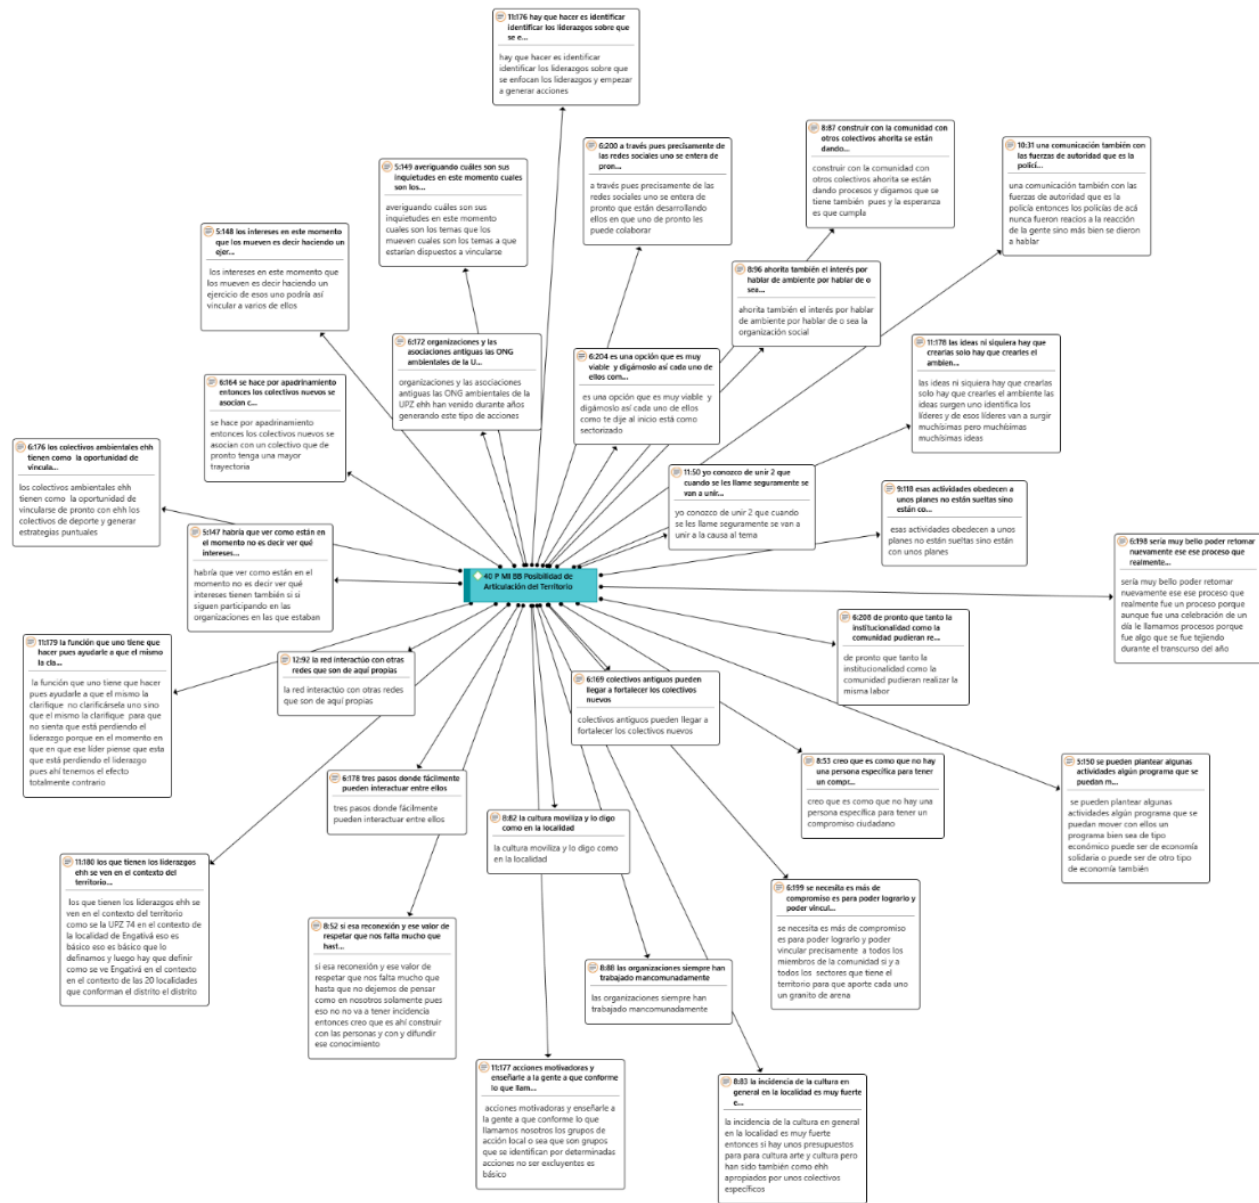 11:176 hay que hacer es identificar
identificar los liderazgos sobre que
se e...
hay que hacer es identificar
identificar los liderazgos sobre que
se enfocan los liderazgos y empezar
a generar acciones
6:200 a través pues precisamente de
las redes sociales uno se entera de
pron...
a través pues precisamente de las
redes sociales uno se entera de
pronto que están desarrollando
ellos en que uno de pronto les
puede colaborar
8:87 construir con la comunidad con
otros colectivos ahorita se están
dando...
construir con la comunidad con
otros colectivos ahorita se están
dando procesos y digamos que se
tiene también pues y la esperanza
es que cumpla
10:31 una comunicación también con
las fuerzas de autoridad que es la
polici...
una comunicación también con las
fuerzas de autoridad que es la
policía entonces los policías de acá
nunca fueron reacios a la reacción
de la gente sino más bien se dieron
a hablar
5:149 averiguando cuáles son sus
inquietudes en este momento cuales
son los...
averiguando cuáles son sus
inquietudes en este momento
cuales son los temas que los
mueven cuales son los temas a que
estarían dispuestos a vincularse
5:148 los intereses en este momento
que los mueven es decir haciendo un
ejer...
los intereses en este momento que
los mueven es decir haciendo un
ejercicio de esos uno podría así
vincular a varios de ellos
8:96 ahorita también el interés por
hablar de ambiente por hablar de o
sea...
ahorita también el interés por hablar
de ambiente por hablar de o sea la
organización social
6:172 organizaciones y las
asociaciones antiguas las ONG
ambientales de la U...
organizaciones y las asociaciones
antiguas las ONG ambientales de la
UPZ ehh han venido durante años
generando este tipo de acciones
6:204 es una opción que es muy
viable y digámoslo así cada uno de
ellos com...
es una opción que es muy viable y
digámoslo así cada uno de ellos
como te dije al inicio está como
sectorizado
11:178 las ideas ni siquiera hay que
crearlas solo hay que crearles el
ambien...
las ideas ni siquiera hay que crearlas
solo hay que crearles el ambiente las
ideas surgen uno identifica los
líderes y de esos líderes van a surgir
muchísimas pero muchísimas
muchísimas ideas
6:164 se hace por apadrinamiento
entonces los colectivos nuevos se
asocian c...
se hace por apadrinamiento
entonces los colectivos nuevos se
asocian con un colectivo que de
pronto tenga una mayor
trayectoria
6:176 los colectivos ambientales ehh
tienen como la oportunidad de
vincula...
los colectivos ambientales ehh
tienen como la oportunidad de
vincularse de pronto con ehh los
colectivos de deporte y generar
estrategias puntuales
11:50 yo conozco de unir 2 que
cuando se les llame seguramente se
van a unir...
yo conozco de unir 2 que cuando
se les llame seguramente se van a
unir a la causa al tema
9:118 esas actividades obedecen a
unos planes no están sueltas sino
están co...
esas actividades obedecen a unos
planes no están sueltas sino están
con unos planes
5:147 habría que ver como están en
el momento no es decir ver qué
intereses...
habría que ver como están en el
momento no es decir ver qué
intereses tienen también si si
siguen participando en las
organizaciones en las que estaban
6:198 sería muy bello poder retomar
nuevamente ese ese proceso que
realmente...
sería muy bello poder retomar
nuevamente ese ese proceso que
realmente fue un proceso porque
aunque fue una celebración de un
día le llamamos procesos porque
fue algo que se fue tejiendo
durante el transcurso del año
40 P MI BB Posibilidad de
Articulación del Territorio
6:208 de pronto que tanto la
institucionalidad como la
comunidad pudieran re...
de pronto que tanto la
institucionalidad como la
comunidad pudieran realizar la
misma labor
11:179 la función que uno tiene que
hacer pues ayudarle a que el mismo
la cla...
la función que uno tiene que hacer
pues ayudarle a que el mismo la
clarifique no clarificársela uno sino
que el mismo la clarifique para que
no sienta que está perdiendo el
liderazgo porque en el momento en
que en que ese líder piense que esta
que está perdiendo el liderazgo
pues ahí tenemos el efecto
totalmente contrario
12:92 la red interactúo con otras
redes que son de aquí propias
la red interactúo con otras redes
que son de aquí propias
6:169 colectivos antiguos pueden
llegar a fortalecer los colectivos
nuevos
colectivos antiguos pueden llegar a
fortalecer los colectivos nuevos
8:53 creo que es como que no hay
una persona específica para tener
un compr...
creo que es como que no hay una
persona específica para tener un
compromiso ciudadano
5:150 se pueden plantear algunas
actividades algún programa que se
puedan m...
se pueden plantear algunas
actividades algún programa que se
puedan mover con ellos un
programa bien sea de tipo
económico puede ser de economía
solidaria o puede ser de otro tipo
de economía también
6:178 tres pasos donde fácilmente
pueden interactuar entre ellos
tres pasos donde fácilmente
pueden interactuar entre ellos
8:82 la cultura moviliza y lo digo
como en la localidad
la cultura moviliza y lo digo como
en la localidad
11:180 los que tienen los liderazgos
ehh se ven en el contexto del
territorio...
los que tienen los liderazgos ehh se
ven en el contexto del territorio
como se la UPZ 74 en el contexto de
la localidad de Engativá eso es
básico eso es básico que lo
definamos y luego hay que definir
como se ve Engativá en el contexto
en el contexto de las 20 localidades
que conforman el distrito el distrito
6:199 se necesita es más de
compromiso es para poder lograrlo y
poder vincul...
se necesita es más de compromiso
es para poder lograrlo y poder
vincular precisamente a todos los
miembros de la comunidad si y a
todos los sectores que tiene el
territorio para que aporte cada uno
un granito de arena
8:52 si esa reconexión y ese valor de
respetar que nos falta mucho que
hast...
si esa reconexión y ese valor de
respetar que nos falta mucho que
hasta que no dejemos de pensar
como en nosotros solamente pues
eso no no va a tener incidencia
entonces creo que es ahí construir
con las personas y con y difundir
ese conocimiento
8:88 las organizaciones siempre han
trabajado mancomunadamente
las organizaciones siempre han
trabajado mancomunadamente
11:177 acciones motivadoras y
enseñarle a la gente a que conforme
lo que llam...
acciones motivadoras y enseñarle a
la gente a que conforme lo que
llamamos nosotros los grupos de
acción local o sea que son grupos
que se identifican por determinadas
acciones no ser excluyentes es
básico
8:83 la incidencia de la cultura en
general en la localidad es muy fuerte
e...
la incidencia de la cultura en general
en la localidad es muy fuerte
entonces si hay unos presupuestos
para para cultura arte y cultura pero
han sido también como ehh
apropiados por unos colectivos
específicos